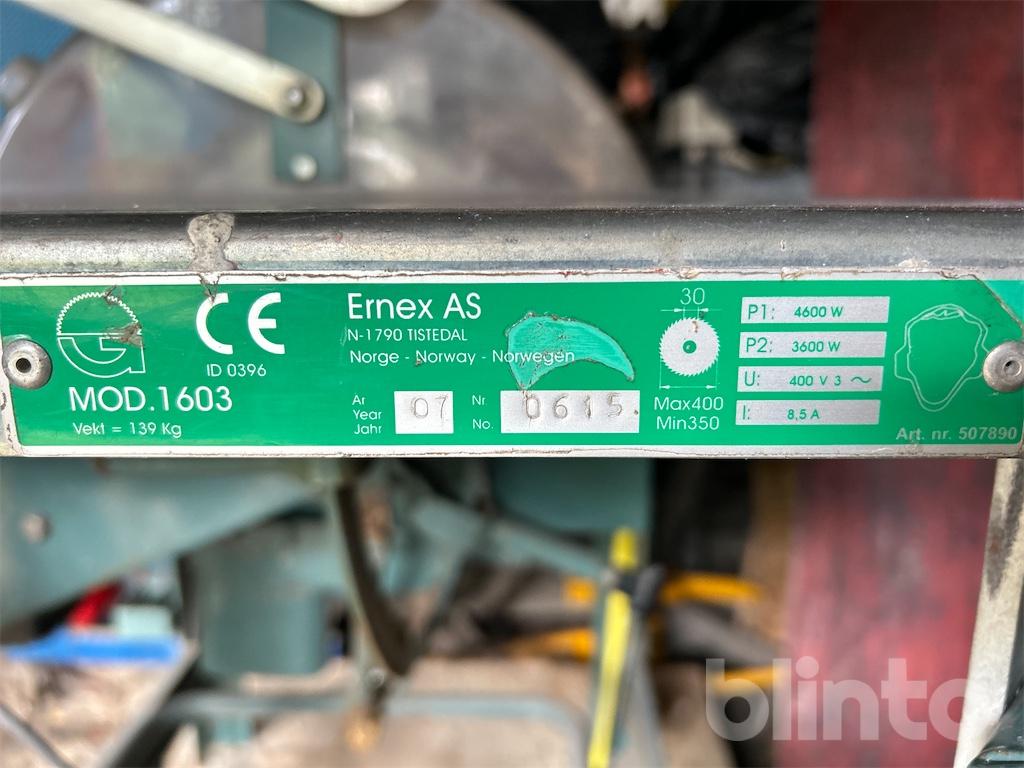 CE
ID 0396
MOD.1603
Vekt = 139 Kg
Ernex AS
N-1790 TISTEDAL
Norge - Norway - Norwegen
Ar
Year
Jahr
07
Nr.
No.
0615.
30
Max400
Min350
P1: 4600 W
P2: 3600 W
U: 400 V 3 ~
I: 8,5 A
Art. nr. 507890
blinto